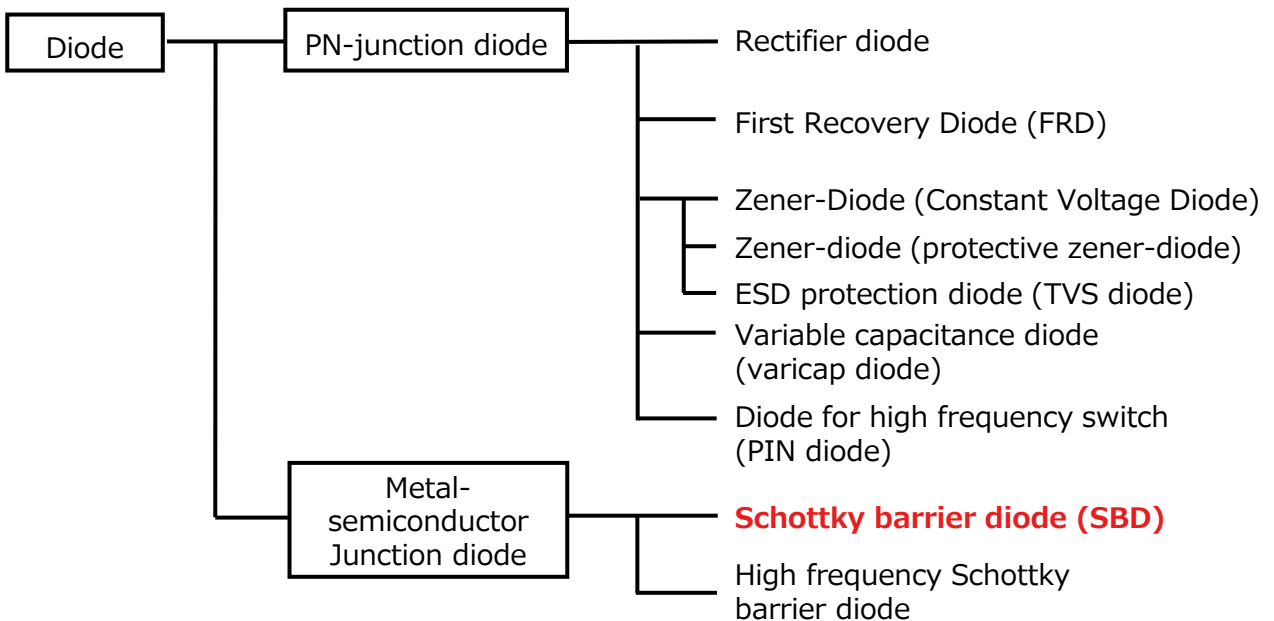 Diode
PN-junction diode
Rectifier diode
First Recovery Diode (FRD)
Zener-Diode (Constant Voltage Diode)
Zener-diode (protective zener-diode)
ESD protection diode (TVS diode)
Variable capacitance diode
(varicap diode)
Diode for high frequency switch
(PIN diode)
Metal-
semiconductor
Junction diode
Schottky barrier diode (SBD)
High frequency Schottky
barrier diode